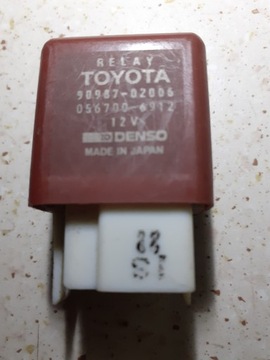 RELAY
TOYOTA
90987-02006
056700-6912
12V
DENSO
MADE IN JAPAN